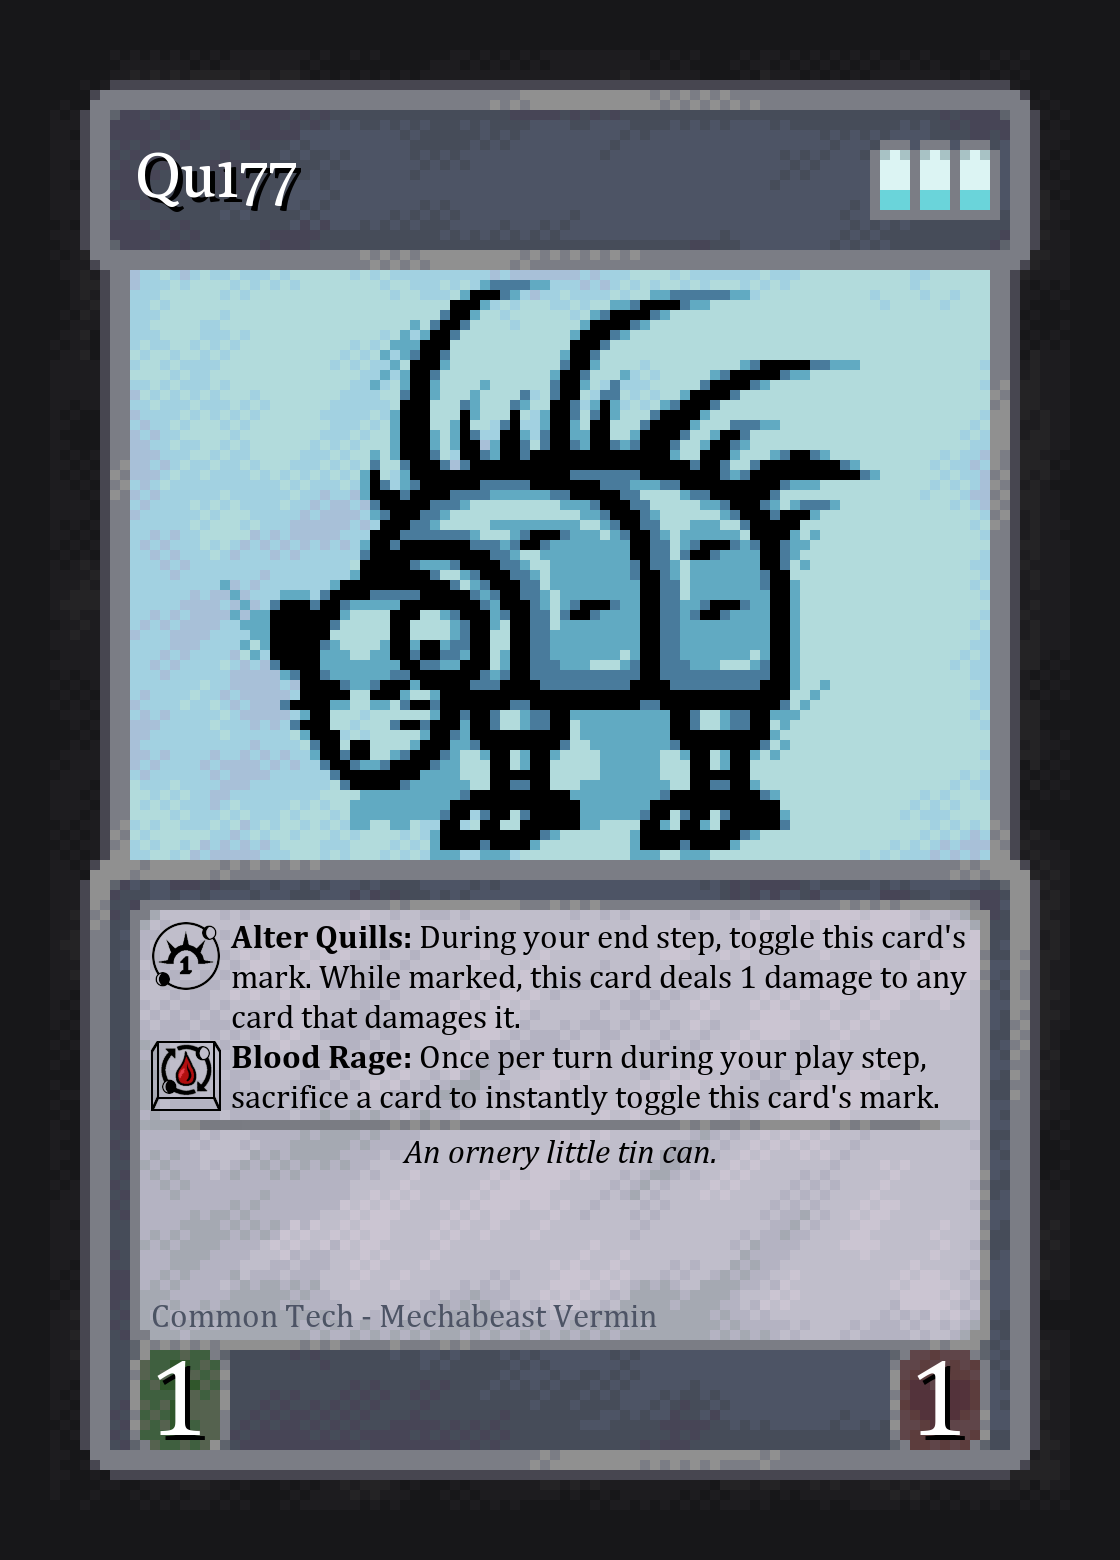 Qu177
Alter Quills: During your end step, toggle this card's
mark. While marked, this card deals 1 damage to any
card that damages it.
1
Blood Rage: Once per turn during your play step,
sacrifice a card to instantly toggle this card's mark.
An ornery little tin can.
Common Tech - Mechabeast Vermin
1
1